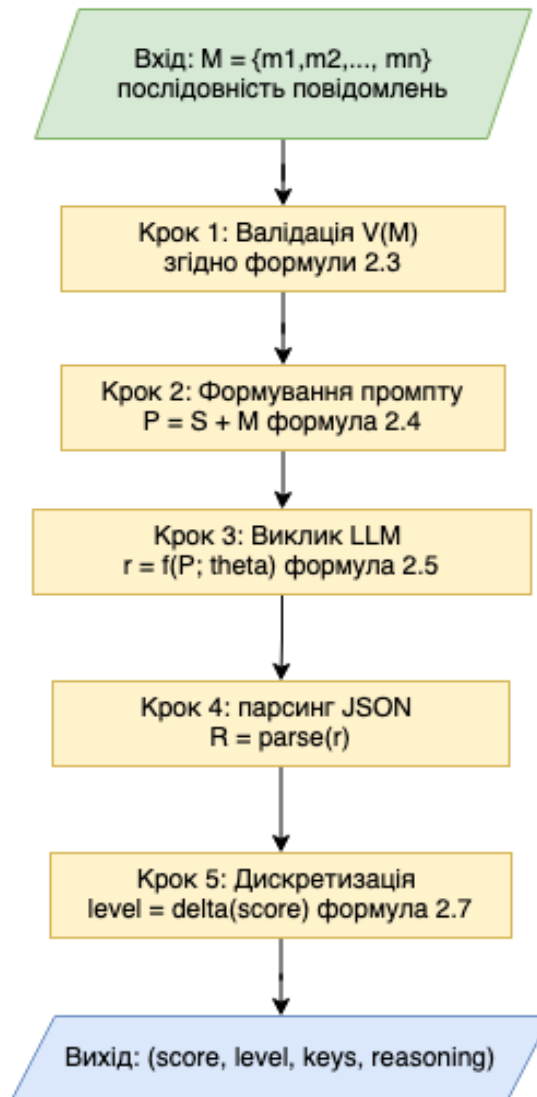 Вхід: M = {m1,m2,..., mn}
послідовність повідомлень
Крок 1: Валідація V(M)
згідно формули 2.3
Крок 2: Формування промпту
P = S + M формула 2.4
Крок 3: Виклик LLM
r = f(P; theta) формула 2.5
Крок 4: парсинг JSON
R = parse(r)
Крок 5: Дискретизація
level = delta(score) формула 2.7
Вихід: (score, level, keys, reasoning)